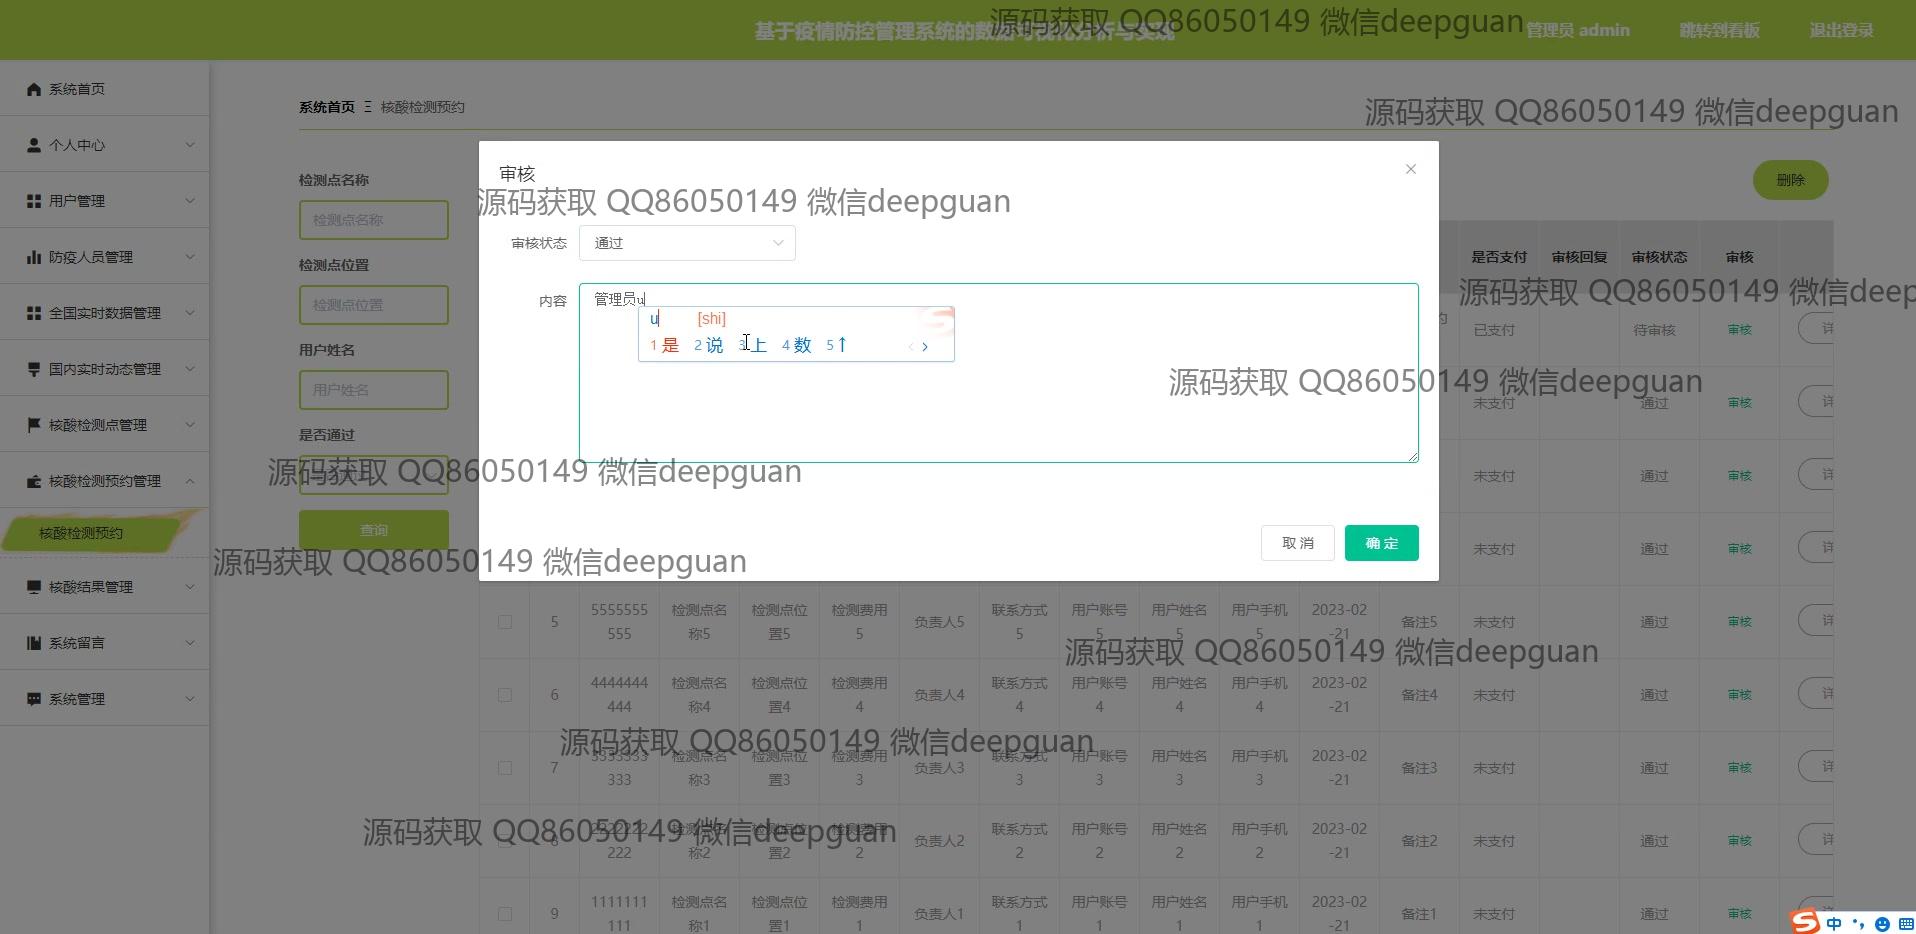 基于疫情防控管理系统的数据可视化分析与实现
管理员 admin
跳转到看板
退出登录
源码获取 QQ86050149 微信deepguan
系统首页
个人中心
用户管理
防疫人员管理
全国实时数据管理
国内实时动态管理
核酸检测点管理
核酸检测预约管理
核酸检测预约
核酸结果管理
系统留言
系统管理
系统首页 Ξ 核酸检测预约
源码获取 QQ86050149 微信deepguan
检测点名称
检测点名称
检测点位置
检测点位置
用户姓名
用户姓名
是否通过
查询
删除
审核
源码获取 QQ86050149 微信deepguan
审核状态
通过
内容
管理员u
u [shi]
1 是 2 说 3 上 4 数 5 ↑
取 消
确 定
源码获取 QQ86050149 微信deepguan
源码获取 QQ86050149 微信deepguan
源码获取 QQ86050149 微信deepguan
是否支付 审核回复 审核状态 审核
源码获取 QQ86050149 微信deep
已支付 待审核 审核 详
未支付 通过 审核 详
未支付 通过 审核 详
未支付 通过 审核 详
5 5555555555 检测点名称5 检测点位置5 检测费用5 负责人5 联系方式5 用户账号5 用户姓名5 用户手机5 2023-02-21 备注5 未支付 通过 审核 详
源码获取 QQ86050149 微信deepguan
6 4444444444 检测点名称4 检测点位置4 检测费用4 负责人4 联系方式4 用户账号4 用户姓名4 用户手机4 2023-02-21 备注4 未支付 通过 审核 详
源码获取 QQ86050149 微信deepguan
7 3333333333 检测点名称3 检测点位置3 检测费用3 负责人3 联系方式3 用户账号3 用户姓名3 用户手机3 2023-02-21 备注3 未支付 通过 审核 详
源码获取 QQ86050149 微信deepguan
8 2222222222 检测点名称2 检测点位置2 检测费用2 负责人2 联系方式2 用户账号2 用户姓名2 用户手机2 2023-02-21 备注2 未支付 通过 审核 详
9 1111111111 检测点名称1 检测点位置1 检测费用1 负责人1 联系方式1 用户账号1 用户姓名1 用户手机1 2023-02-21 备注1 未支付 通过 审核
中